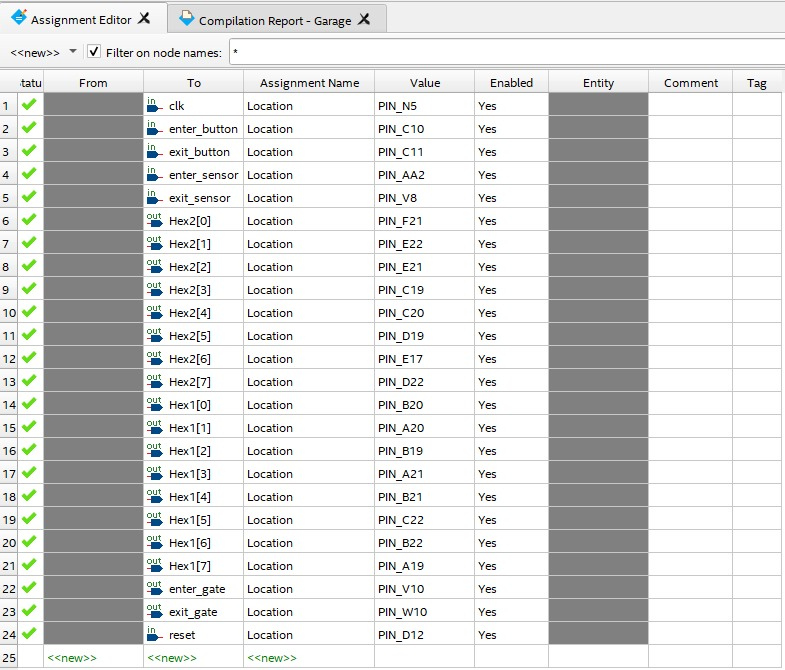 Assignment Editor Compilation Report - Garage
<<new>> Filter on node names: *
statu From To Assignment Name Value Enabled Entity Comment Tag
1 in clk Location PIN_N5 Yes
2 in enter_button Location PIN_C10 Yes
3 in exit_button Location PIN_C11 Yes
4 in enter_sensor Location PIN_AA2 Yes
5 in exit_sensor Location PIN_V8 Yes
6 out Hex2[0] Location PIN_F21 Yes
7 out Hex2[1] Location PIN_E22 Yes
8 out Hex2[2] Location PIN_E21 Yes
9 out Hex2[3] Location PIN_C19 Yes
10 out Hex2[4] Location PIN_C20 Yes
11 out Hex2[5] Location PIN_D19 Yes
12 out Hex2[6] Location PIN_E17 Yes
13 out Hex2[7] Location PIN_D22 Yes
14 out Hex1[0] Location PIN_B20 Yes
15 out Hex1[1] Location PIN_A20 Yes
16 out Hex1[2] Location PIN_B19 Yes
17 out Hex1[3] Location PIN_A21 Yes
18 out Hex1[4] Location PIN_B21 Yes
19 out Hex1[5] Location PIN_C22 Yes
20 out Hex1[6] Location PIN_B22 Yes
21 out Hex1[7] Location PIN_A19 Yes
22 out enter_gate Location PIN_V10 Yes
23 out exit_gate Location PIN_W10 Yes
24 in reset Location PIN_D12 Yes
25 <<new>> <<new>> <<new>>